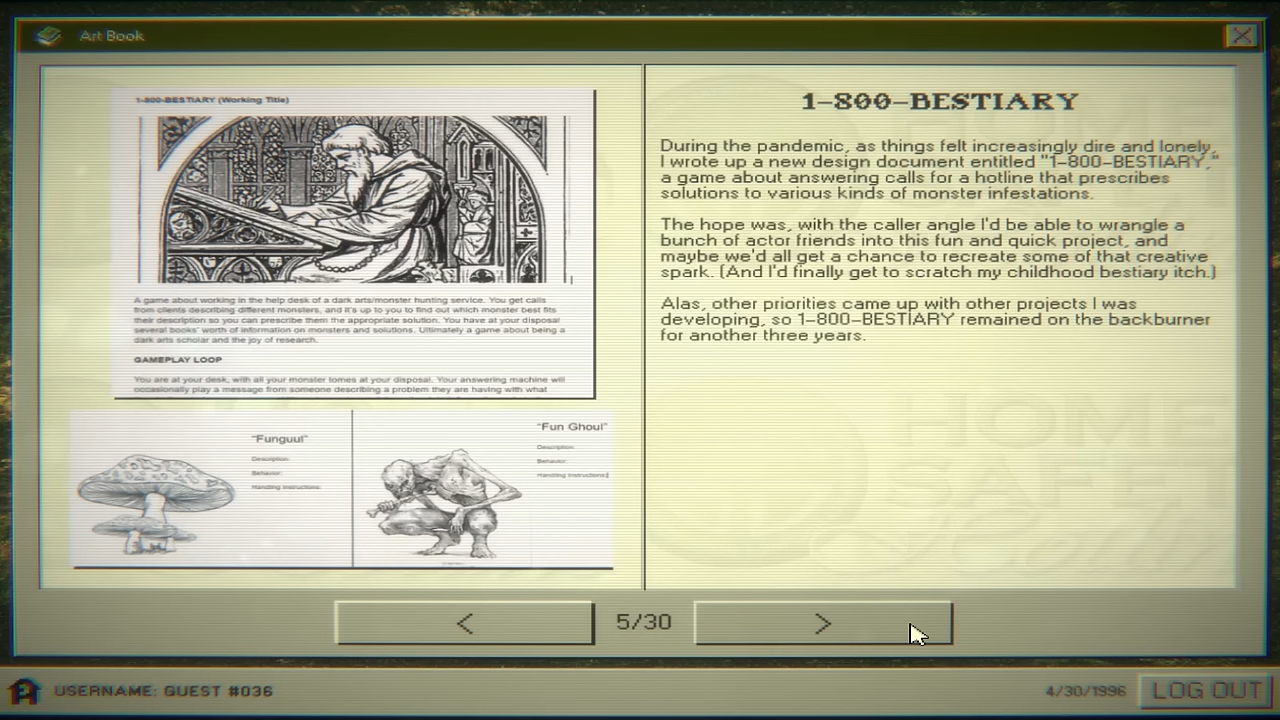 Art Book
1-800-BESTIARY (Working Title)
A game about working in the help desk of a dark arts/monster hunting service. You get calls
from clients describing different monsters, and it's up to you to find out which monster best fits
their description so you can prescribe them the appropriate solution. You have at your disposal
several books' worth of information on monsters and solutions. Ultimately a game about being a
dark arts scholar and the joy of research.
GAMEPLAY LOOP
You are at your desk, with all your monster tomes at your disposal. Your answering machine will
occasionally play a message from someone describing a problem they are having with what
"Funguul"
Description:
Behavior:
Handling Instructions:
"Fun Ghoul"
Description:
Behavior:
Handling Instructions:
1-800-BESTIARY
During the pandemic, as things felt increasingly dire and lonely,
I wrote up a new design document entitled "1-800-BESTIARY,"
a game about answering calls for a hotline that prescribes
solutions to various kinds of monster infestations.
The hope was, with the caller angle I'd be able to wrangle a
bunch of actor friends into this fun and quick project, and
maybe we'd all get a chance to recreate some of that creative
spark. (And I'd finally get to scratch my childhood bestiary itch.)
Alas, other priorities came up with other projects I was
developing, so 1-800-BESTIARY remained on the backburner
for another three years.
HOME
SAFETY
HOME
SAFETY
< 5/30 >
USERNAME: GUEST #036
4/30/1996
LOG OUT